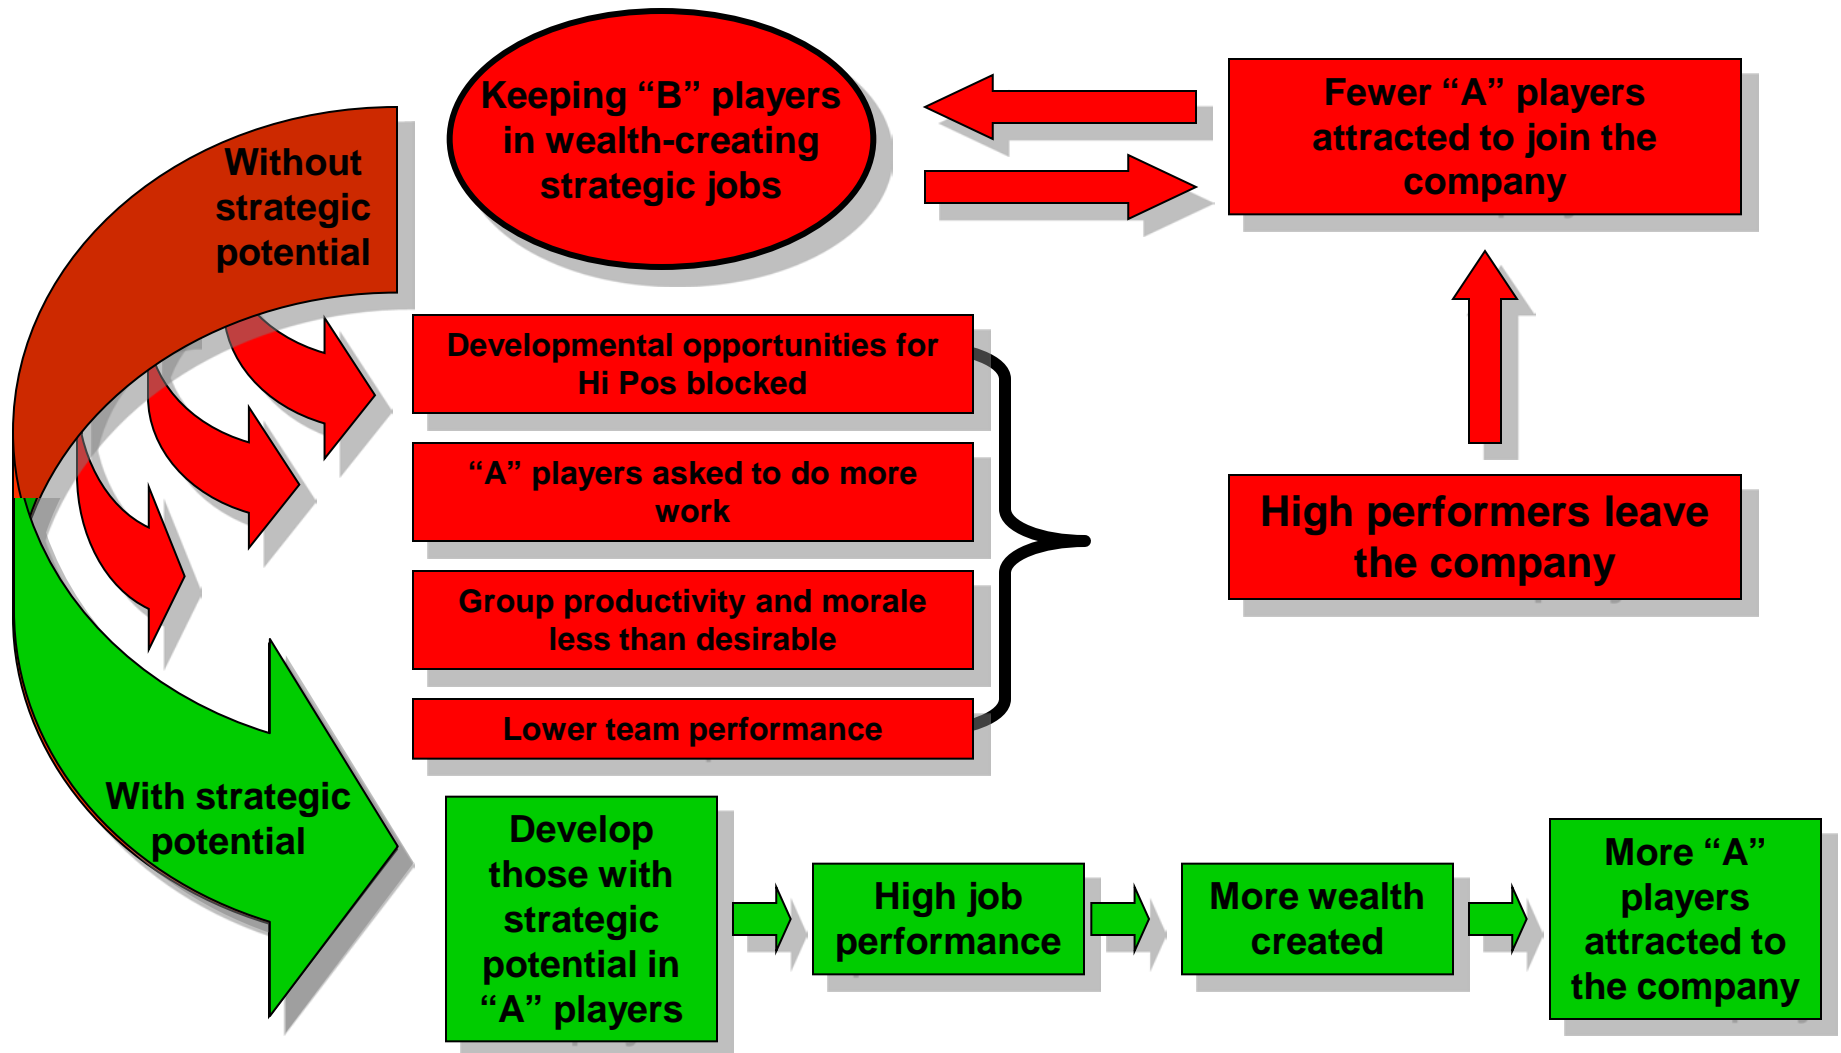 Keeping “B” players
in wealth-creating
strategic jobs
Fewer “A” players
attracted to join the
company
Without
strategic
potential
Developmental opportunities for
Hi Pos blocked
“A” players asked to do more
work
High performers leave
the company
Group productivity and morale
less than desirable
Lower team performance
With strategic
potential
Develop
those with
strategic
potential in
“A” players
High job
performance
More wealth
created
More “A”
players
attracted to
the company